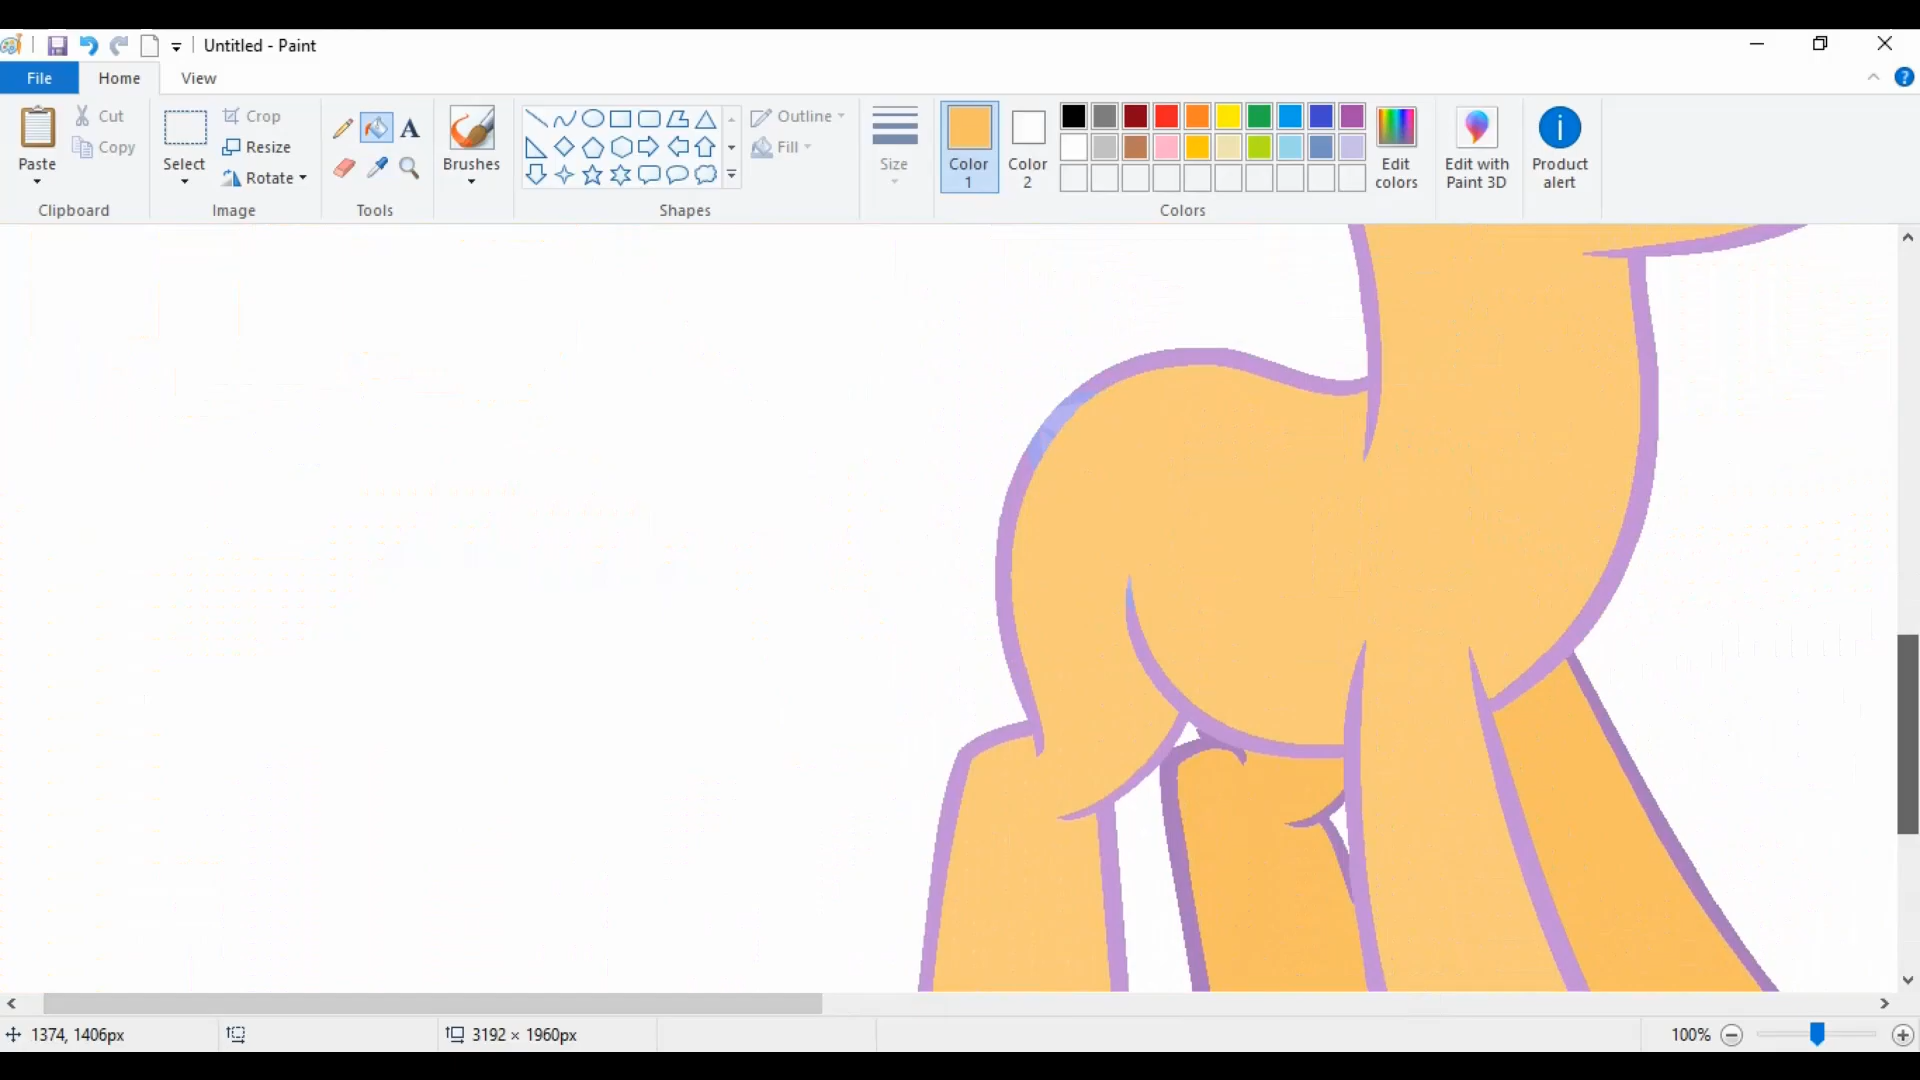 Untitled - Paint
File Home View
Paste
Cut
Copy
Clipboard
Select
Crop
Resize
Rotate
Image
A
Tools
Brushes
Shapes
Outline
Fill
Size
Color 1
Color 2
Colors
Edit colors
Edit with Paint 3D
Product alert
1374, 1406px
3192 × 1960px
100%